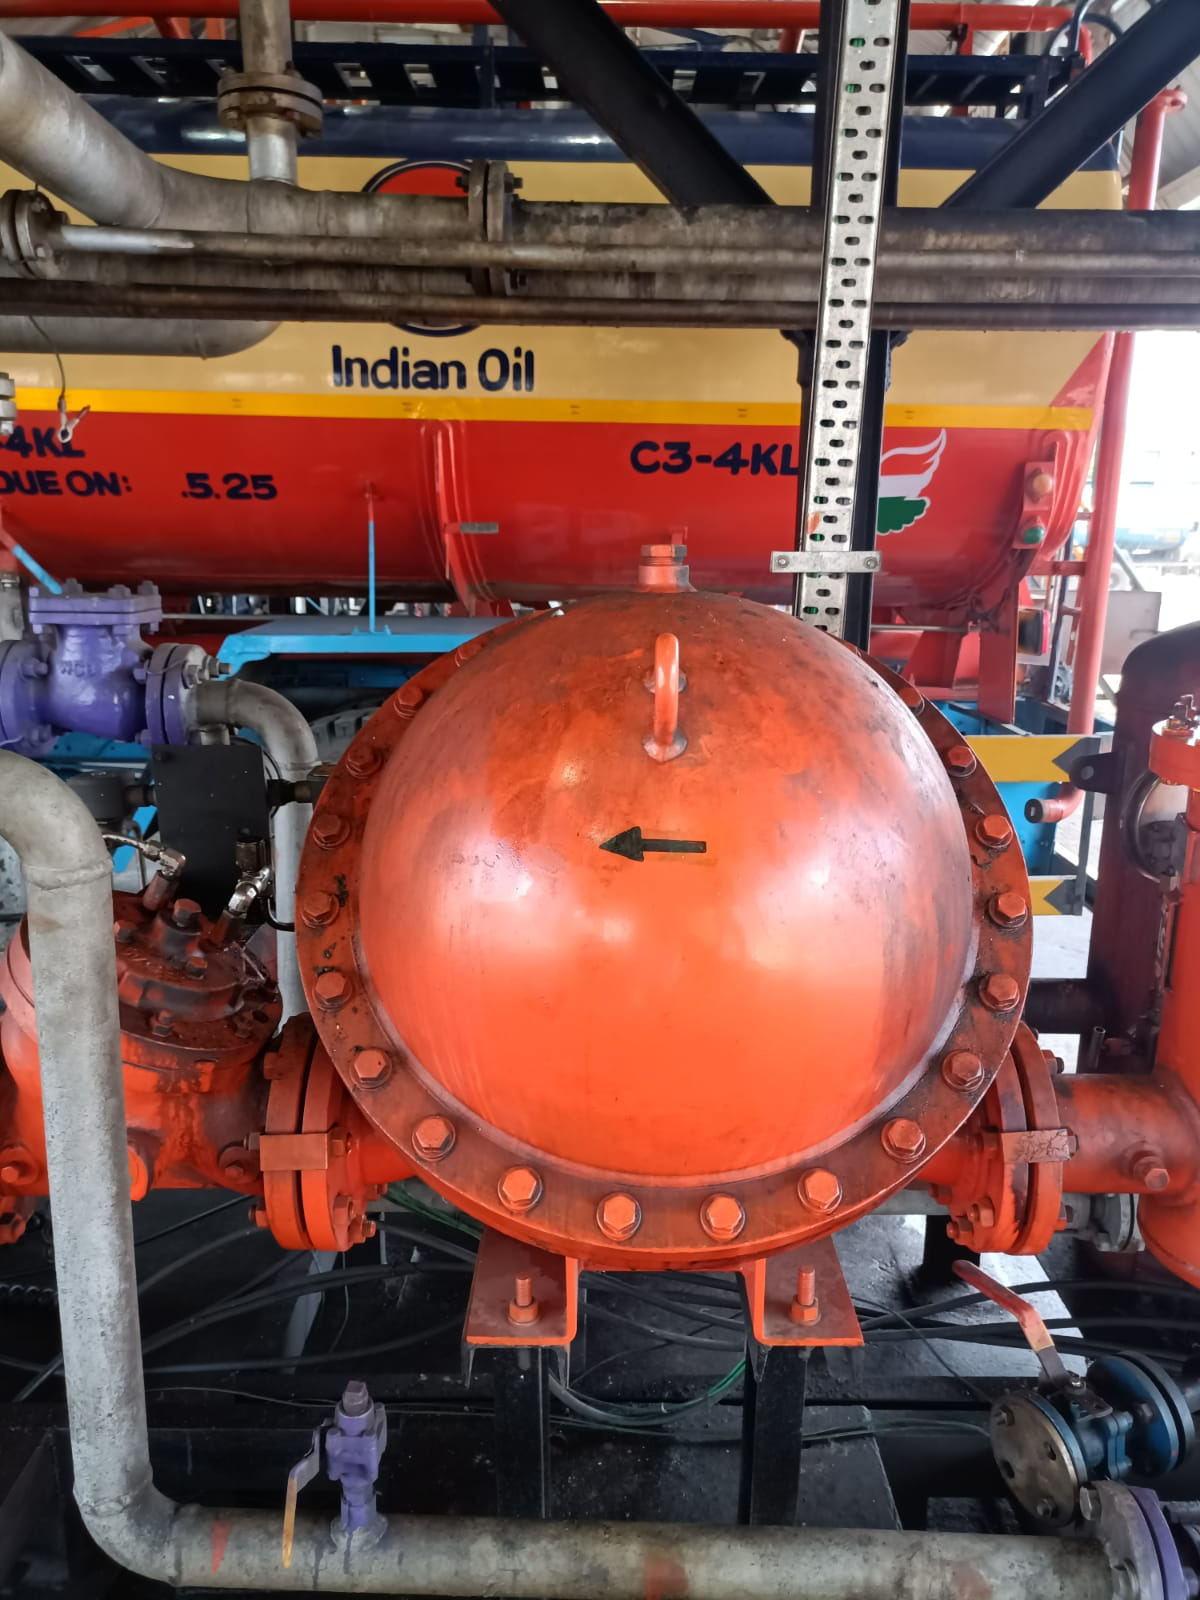 Indian Oil
-4KL
DUE ON: .5.25
C3-4KL